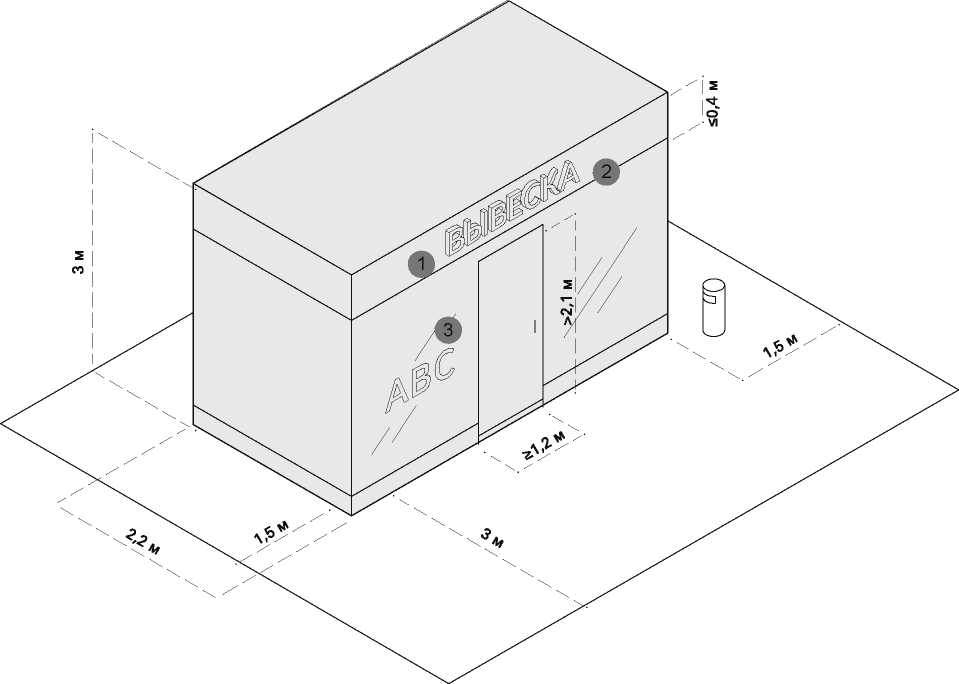 ≤0,4 м
2
ВЫВЕСКА
1
3 м
>2,1 м
3
ABC
1,5 м
≥1,2 м
1,5 м
2,2 м
3 м